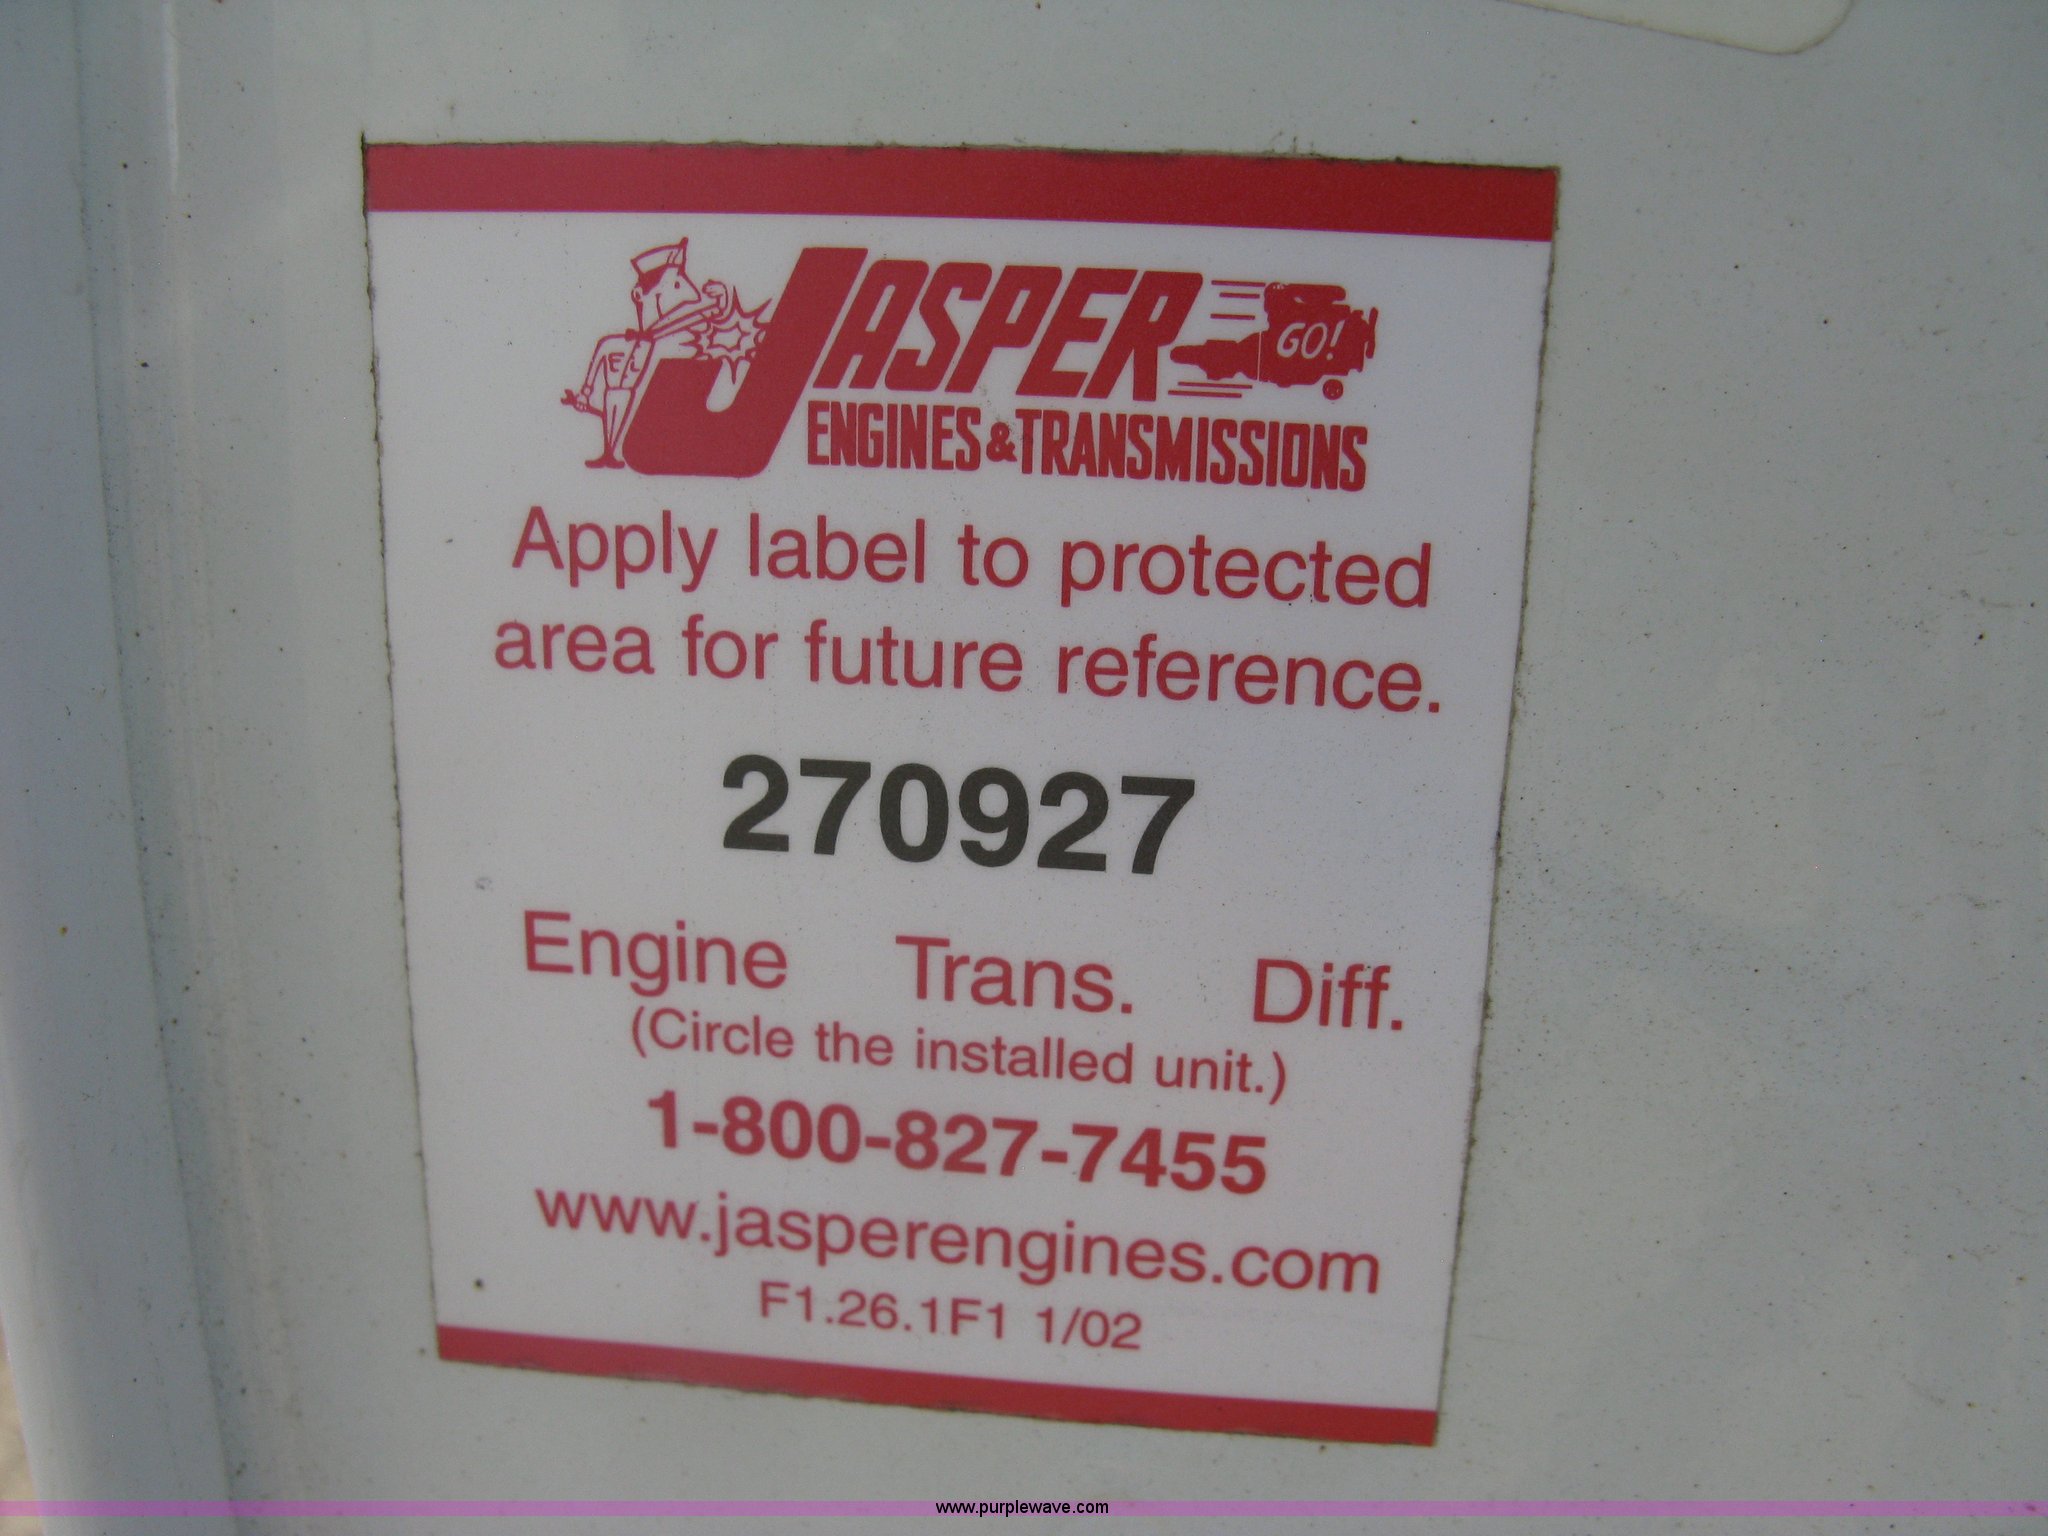 JASPER GO!
ENGINES & TRANSMISSIONS
Apply label to protected
area for future reference.
270927
Engine Trans. Diff.
(Circle the installed unit.)
1-800-827-7455
www.jasperengines.com
F1.26.1F1 1/02
www.purplewave.com